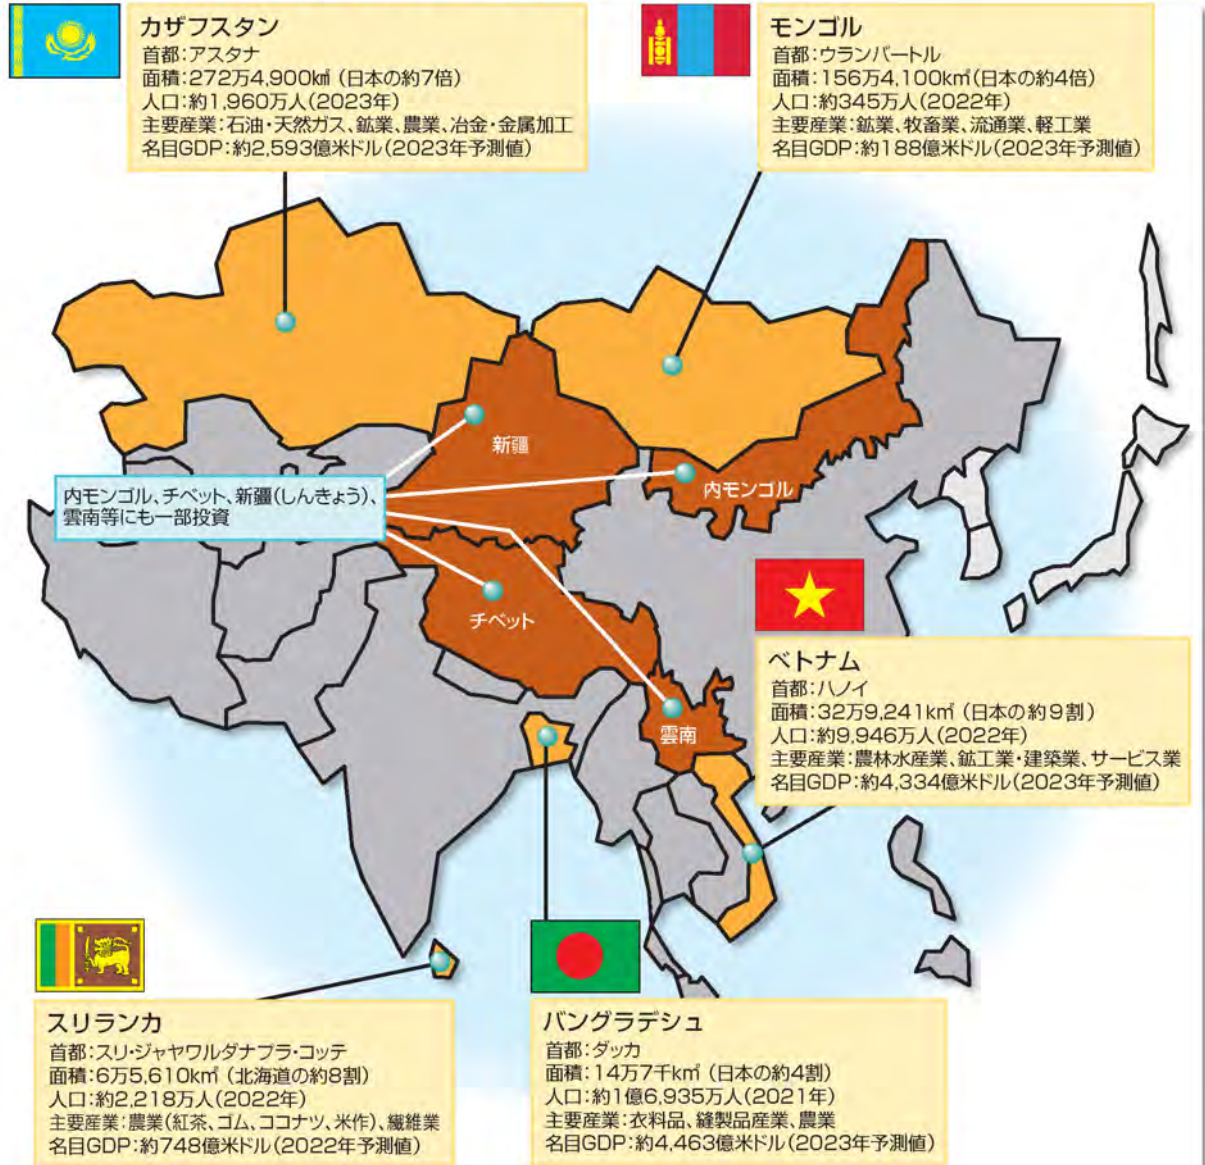 カザフスタン
首都：アスタナ
面積：272万4,900k㎡ (日本の約7倍)
人口：約1,960万人(2023年)
主要産業：石油・天然ガス、鉱業、農業、冶金・金属加工
名目GDP：約2,593億米ドル(2023年予測値)
モンゴル
首都：ウランバートル
面積：156万4,100k㎡(日本の約4倍)
人口：約345万人(2022年)
主要産業：鉱業、牧畜業、流通業、軽工業
名目GDP：約188億米ドル(2023年予測値)
新疆
内モンゴル
内モンゴル、チベット、新疆(しんきょう)、
雲南等にも一部投資
チベット
雲南
ベトナム
首都：ハノイ
面積：32万9,241k㎡ (日本の約9割)
人口：約9,946万人(2022年)
主要産業：農林水産業、鉱工業・建築業、サービス業
名目GDP：約4,334億米ドル(2023年予測値)
スリランカ
首都：スリ・ジャヤワルダナプラ・コッテ
面積：6万5,610k㎡ (北海道の約8割)
人口：約2,218万人(2022年)
主要産業：農業(紅茶、ゴム、ココナツ、米作)、繊維業
名目GDP：約748億米ドル(2022年予測値)
バングラデシュ
首都：ダッカ
面積：14万7千k㎡ (日本の約4割)
人口：約1億6,935万人(2021年)
主要産業：衣料品、縫製品産業、農業
名目GDP：約4,463億米ドル(2023年予測値)